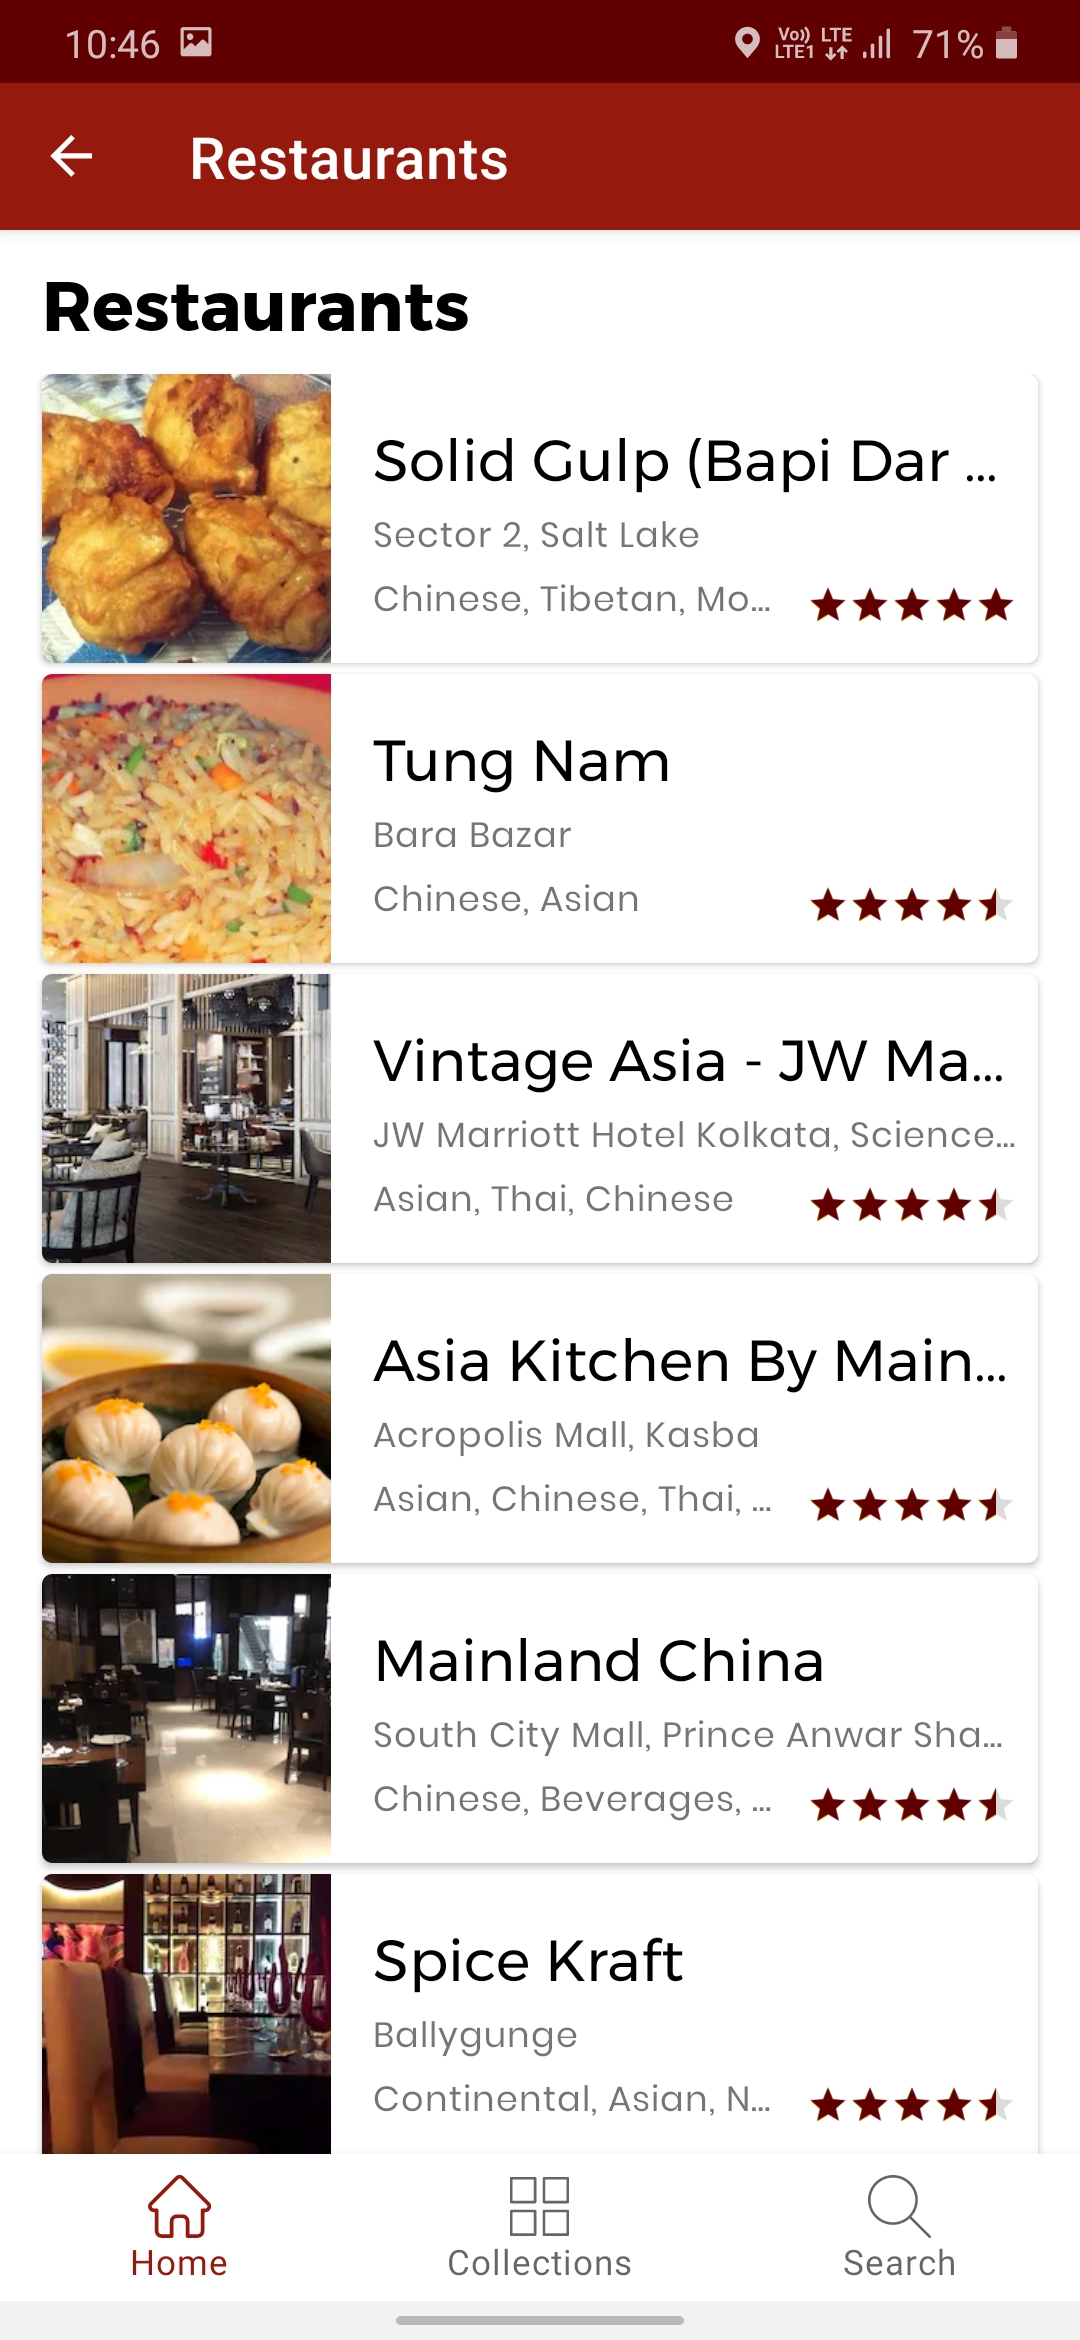 10:46
Vo)) LTE1 LTE 71%
Restaurants
Restaurants
Solid Gulp (Bapi Dar ...
Sector 2, Salt Lake
Chinese, Tibetan, Mo...
Tung Nam
Bara Bazar
Chinese, Asian
Vintage Asia - JW Ma...
JW Marriott Hotel Kolkata, Science...
Asian, Thai, Chinese
Asia Kitchen By Main...
Acropolis Mall, Kasba
Asian, Chinese, Thai, ...
Mainland China
South City Mall, Prince Anwar Sha...
Chinese, Beverages, ...
Spice Kraft
Ballygunge
Continental, Asian, N...
Home
Collections
Search